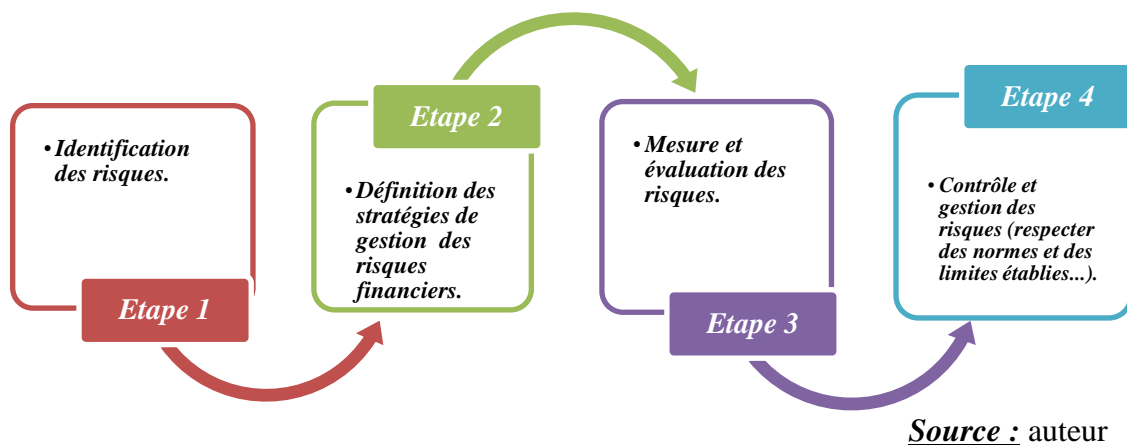 • Identification
des risques.
Etape 1
Etape 2
• Définition des
stratégies de
gestion des
risques
financiers.
• Mesure et
évaluation des
risques.
Etape 3
Etape 4
• Contrôle et
gestion des
risques (respecter
des normes et des
limites établies...).
Source : auteur